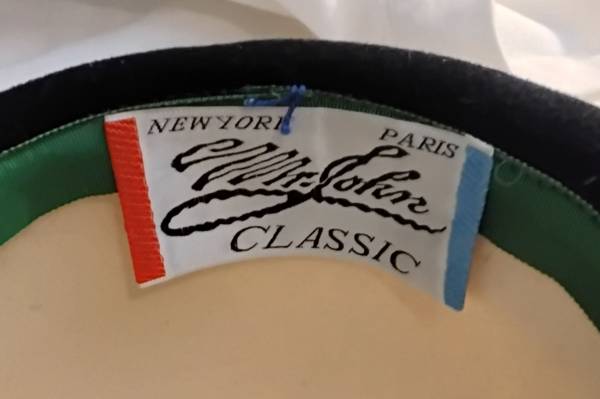 NEW YORK PARIS
Mr. John
CLASSIC